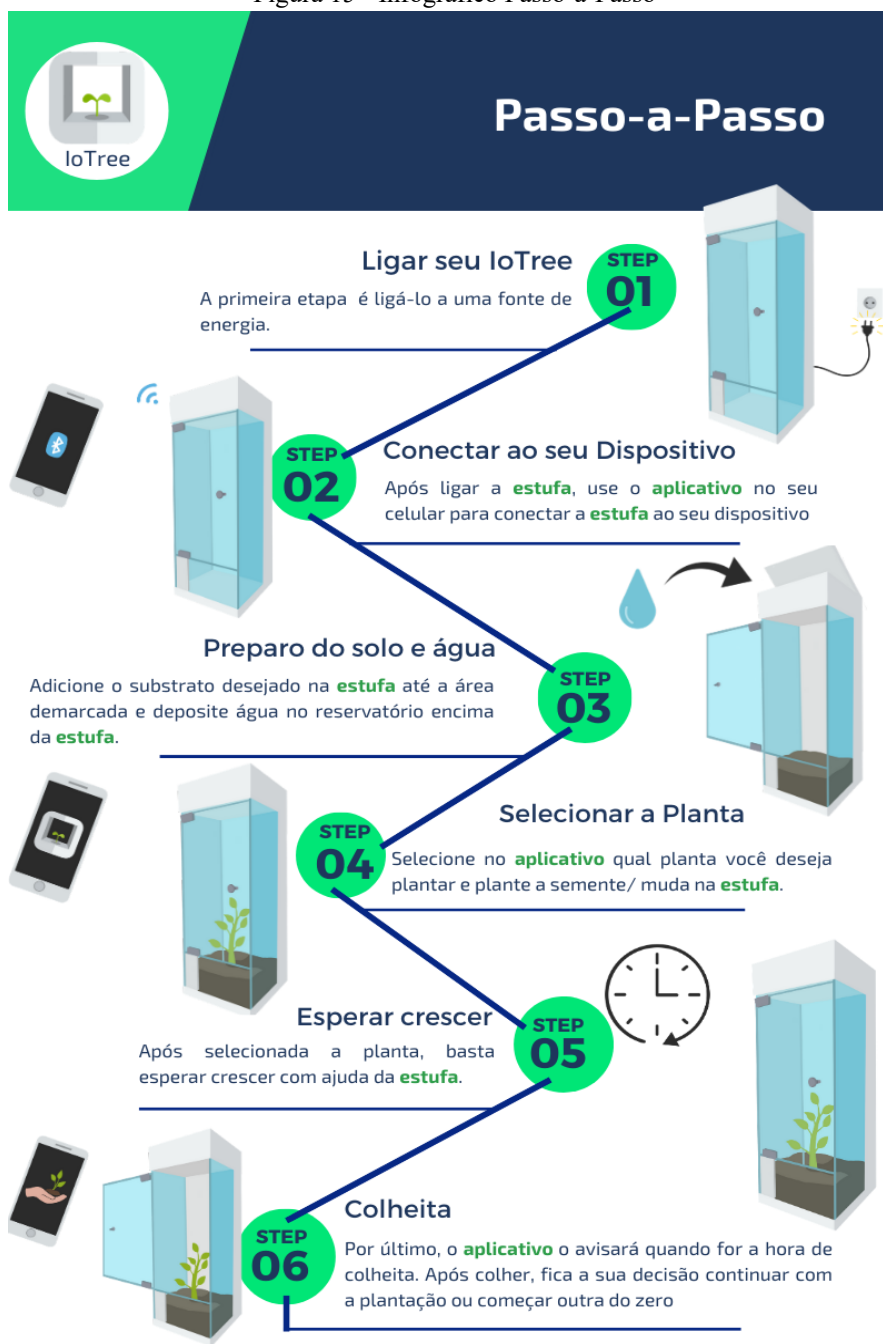 Figura 15 - Infográfico Passo-a-Passo
IoTree
Passo-a-Passo
Ligar seu IoTree
STEP
01
A primeira etapa é ligá-lo a uma fonte de
energia.
STEP
02
Conectar ao seu Dispositivo
Após ligar a estufa, use o aplicativo no seu
celular para conectar a estufa ao seu dispositivo
Preparo do solo e água
STEP
03
Adicione o substrato desejado na estufa até a área
demarcada e deposite água no reservatório encima
da estufa.
Selecionar a Planta
STEP
04
Selecione no aplicativo qual planta você deseja
plantar e plante a semente/ muda na estufa.
Esperar crescer
STEP
05
Após selecionada a planta, basta
esperar crescer com ajuda da estufa.
Colheita
STEP
06
Por último, o aplicativo o avisará quando for a hora de
colheita. Após colher, fica a sua decisão continuar com
a plantação ou começar outra do zero